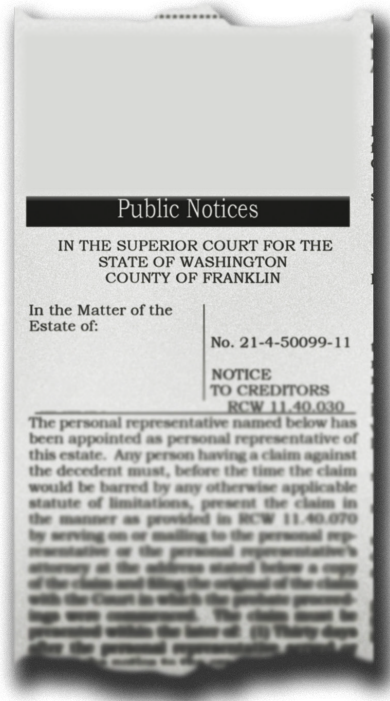 Public Notices
IN THE SUPERIOR COURT FOR THE
STATE OF WASHINGTON
COUNTY OF FRANKLIN
In the Matter of the
Estate of:
No. 21-4-50099-11
NOTICE
TO CREDITORS
RCW 11.40.030
The personal representative named below has
been appointed as personal representative of
this estate. Any person having a claim against
the decedent must, before the time the claim
would be barred by any otherwise applicable
statute of limitations, present the claim in
the manner as provided in RCW 11.40.070
by serving on or mailing to the personal rep-
resentative or the personal representative's
attorney at the address stated below a copy
of the claim and filing the original of the claim
with the Court in which the probate proceed-
ings were commenced. The claim must be
presented within the later of: (1) Thirty days
after the personal representative